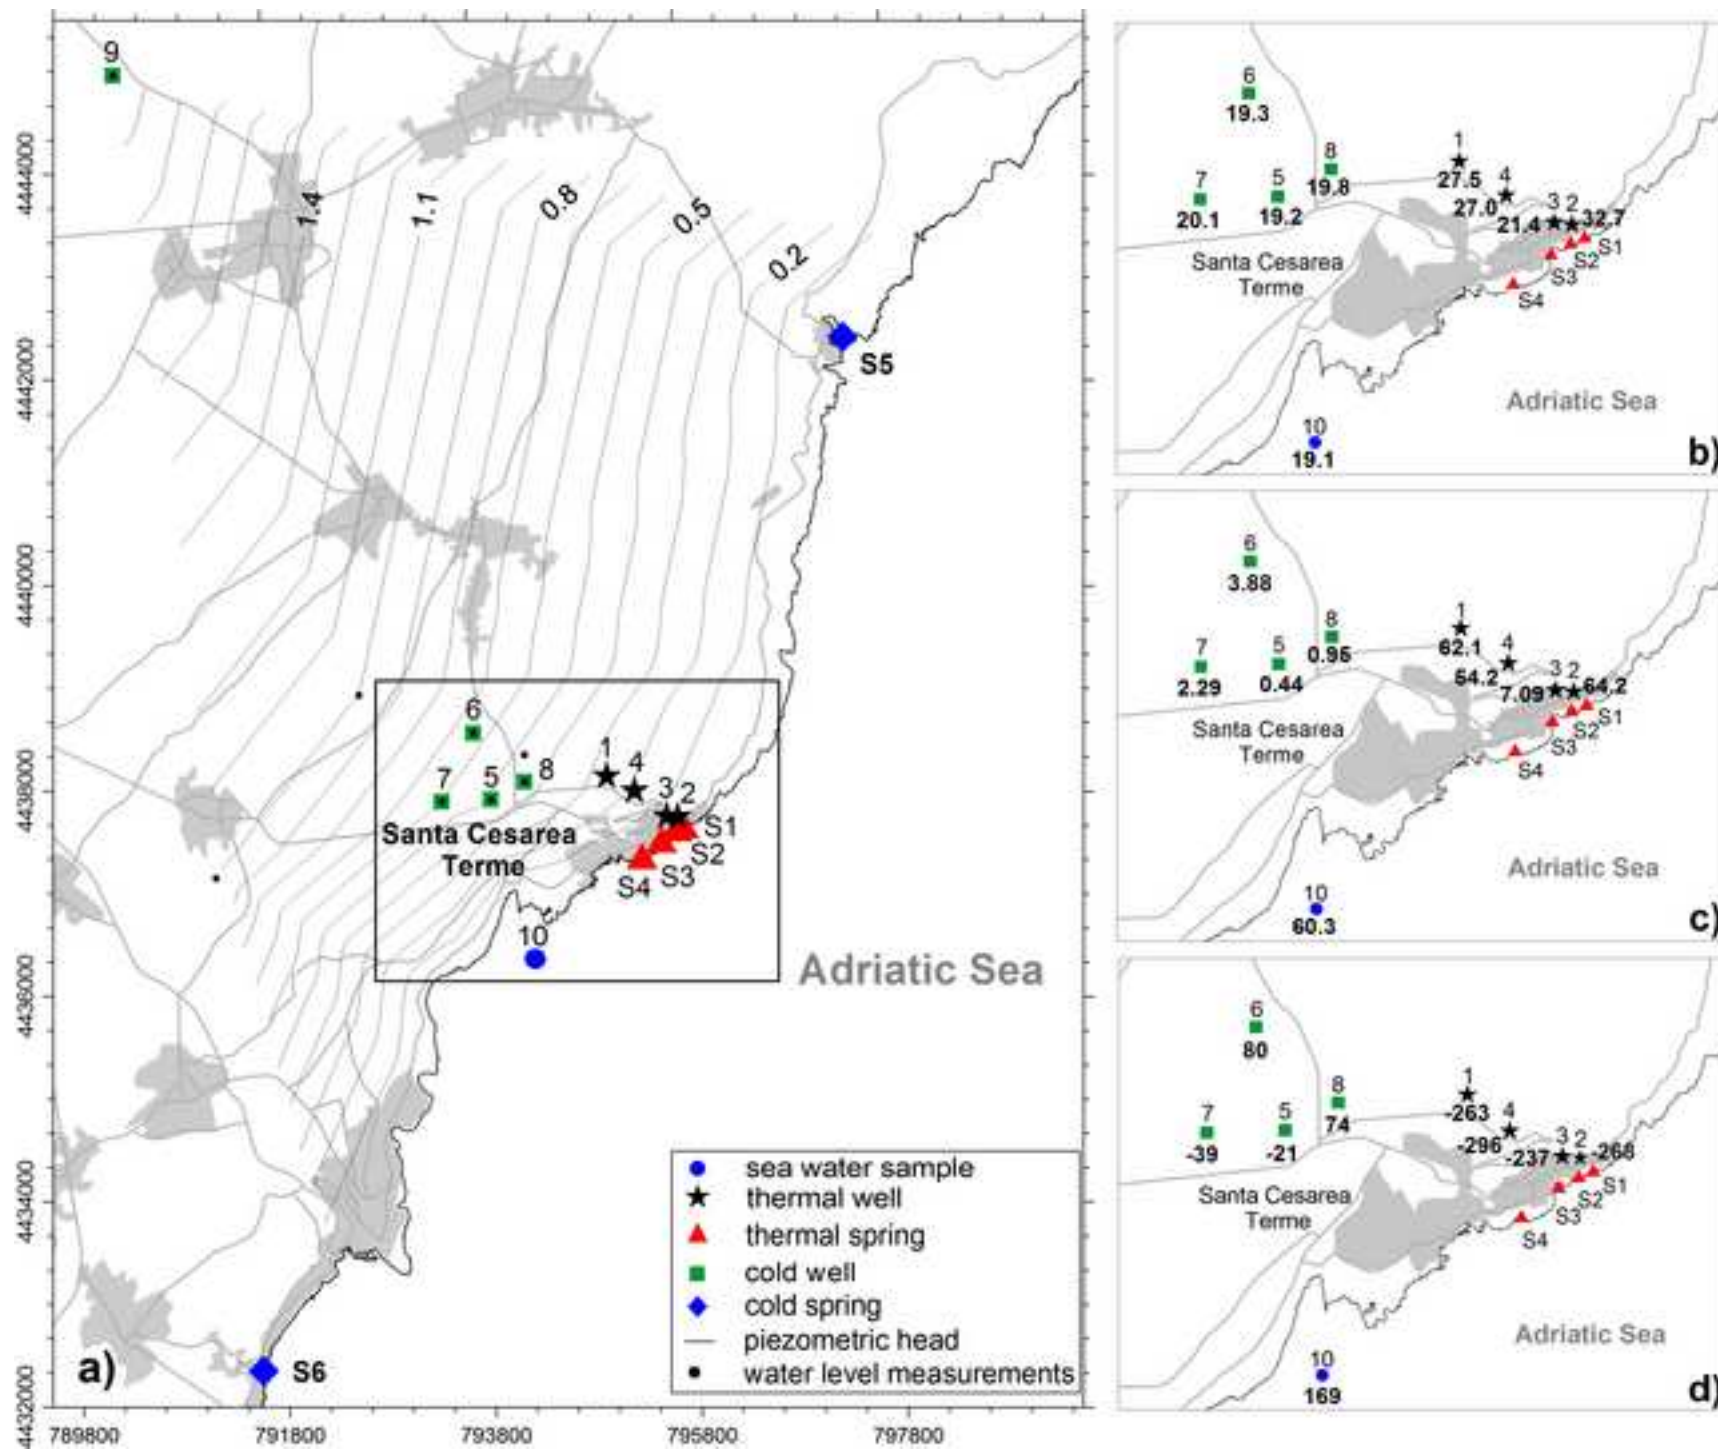 9
4444000
1.4
1.1
0.8
0.5
0.2
S5
4442000
4440000
6
1
4
7
5
8
3
2
4438000
Santa Cesarea
Terme
S1
S2
S3
S4
10
Adriatic Sea
4436000
4434000
sea water sample
thermal well
thermal spring
cold well
cold spring
piezometric head
water level measurements
a)
S6
4432000
789800
791800
793800
795800
797800
6
19.3
1
27.5
8
19.8
4
27.0
7
20.1
5
19.2
3
2
21.4
32.7
S1
S2
S3
S4
Santa Cesarea
Terme
Adriatic Sea
10
19.1
b)
6
3.88
1
62.1
8
0.95
4
7
2.29
5
0.44
3
2
7.09
S1
S2
S3
S4
Santa Cesarea
Terme
Adriatic Sea
10
60.3
c)
6
80
1
-263
8
74
4
-296
7
-39
5
-21
3
2
-237
-268
S1
S2
S3
S4
Santa Cesarea
Terme
Adriatic Sea
10
169
d)